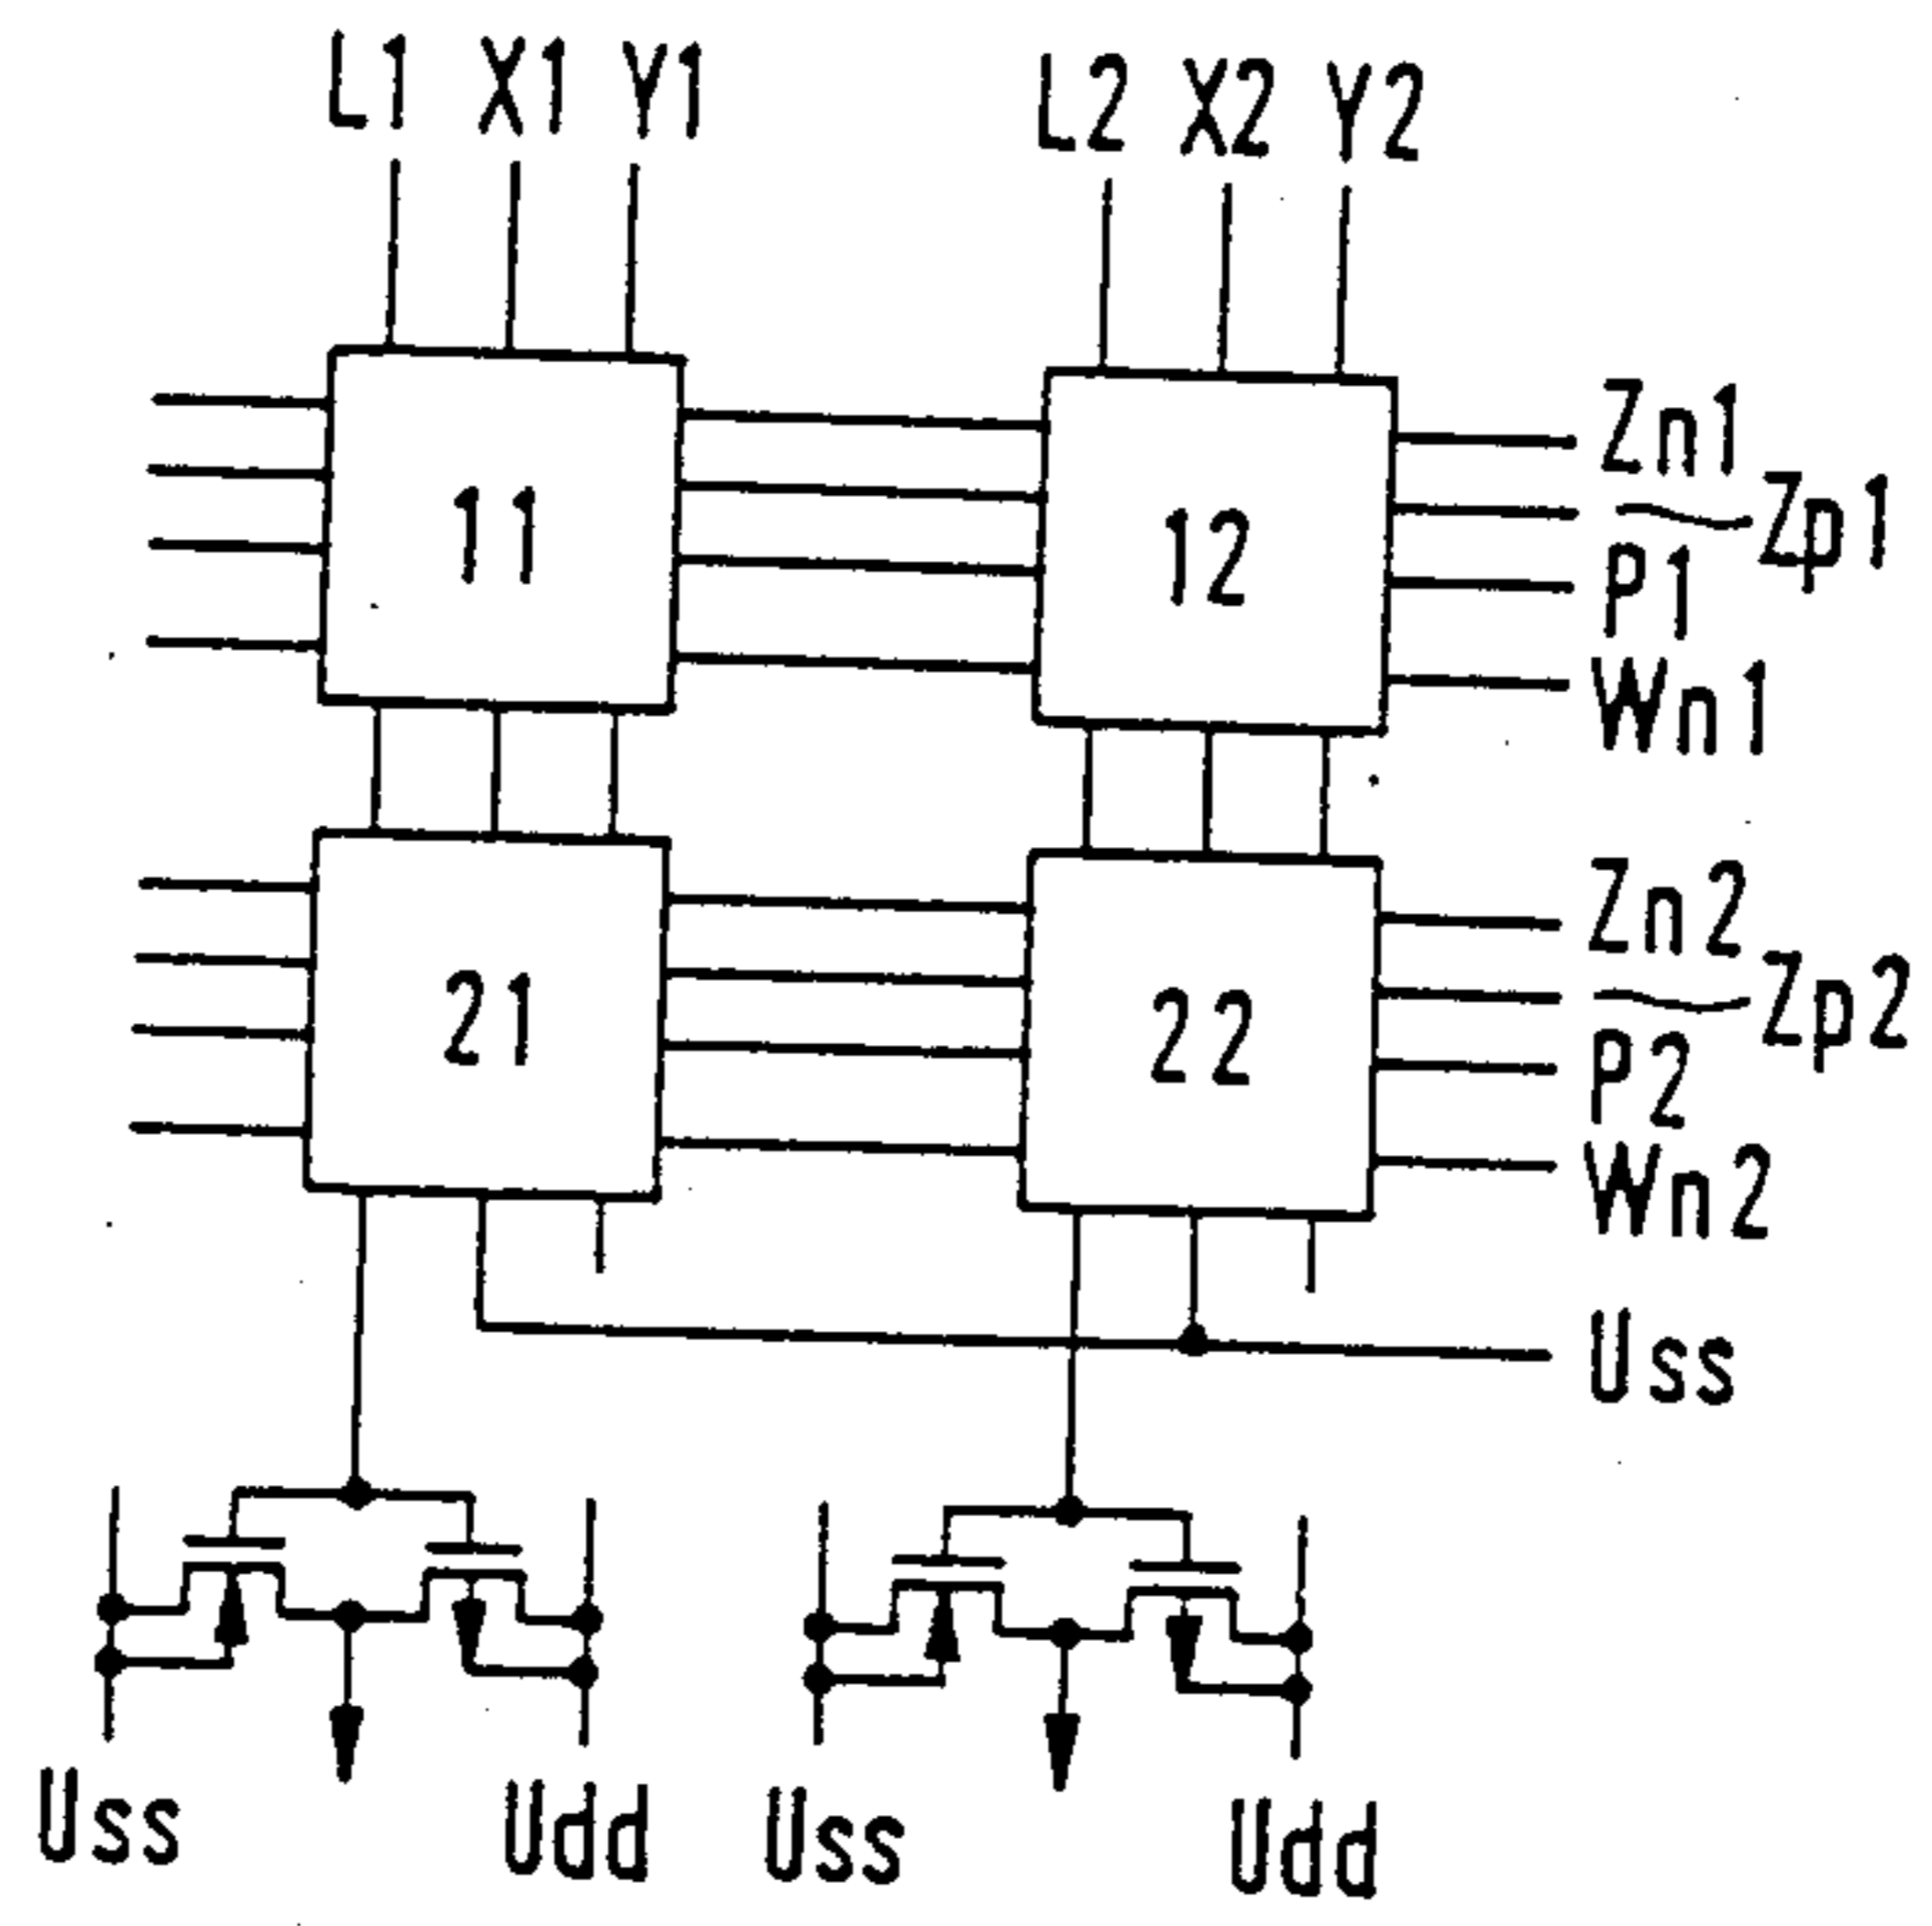 L1 X1 Y1 L2 X2 Y2
11
12
Zn1
Zp1
P1
Wn1
21
22
Zn2
Zp2
P2
Wn2
Uss
Uss Udd Uss Udd